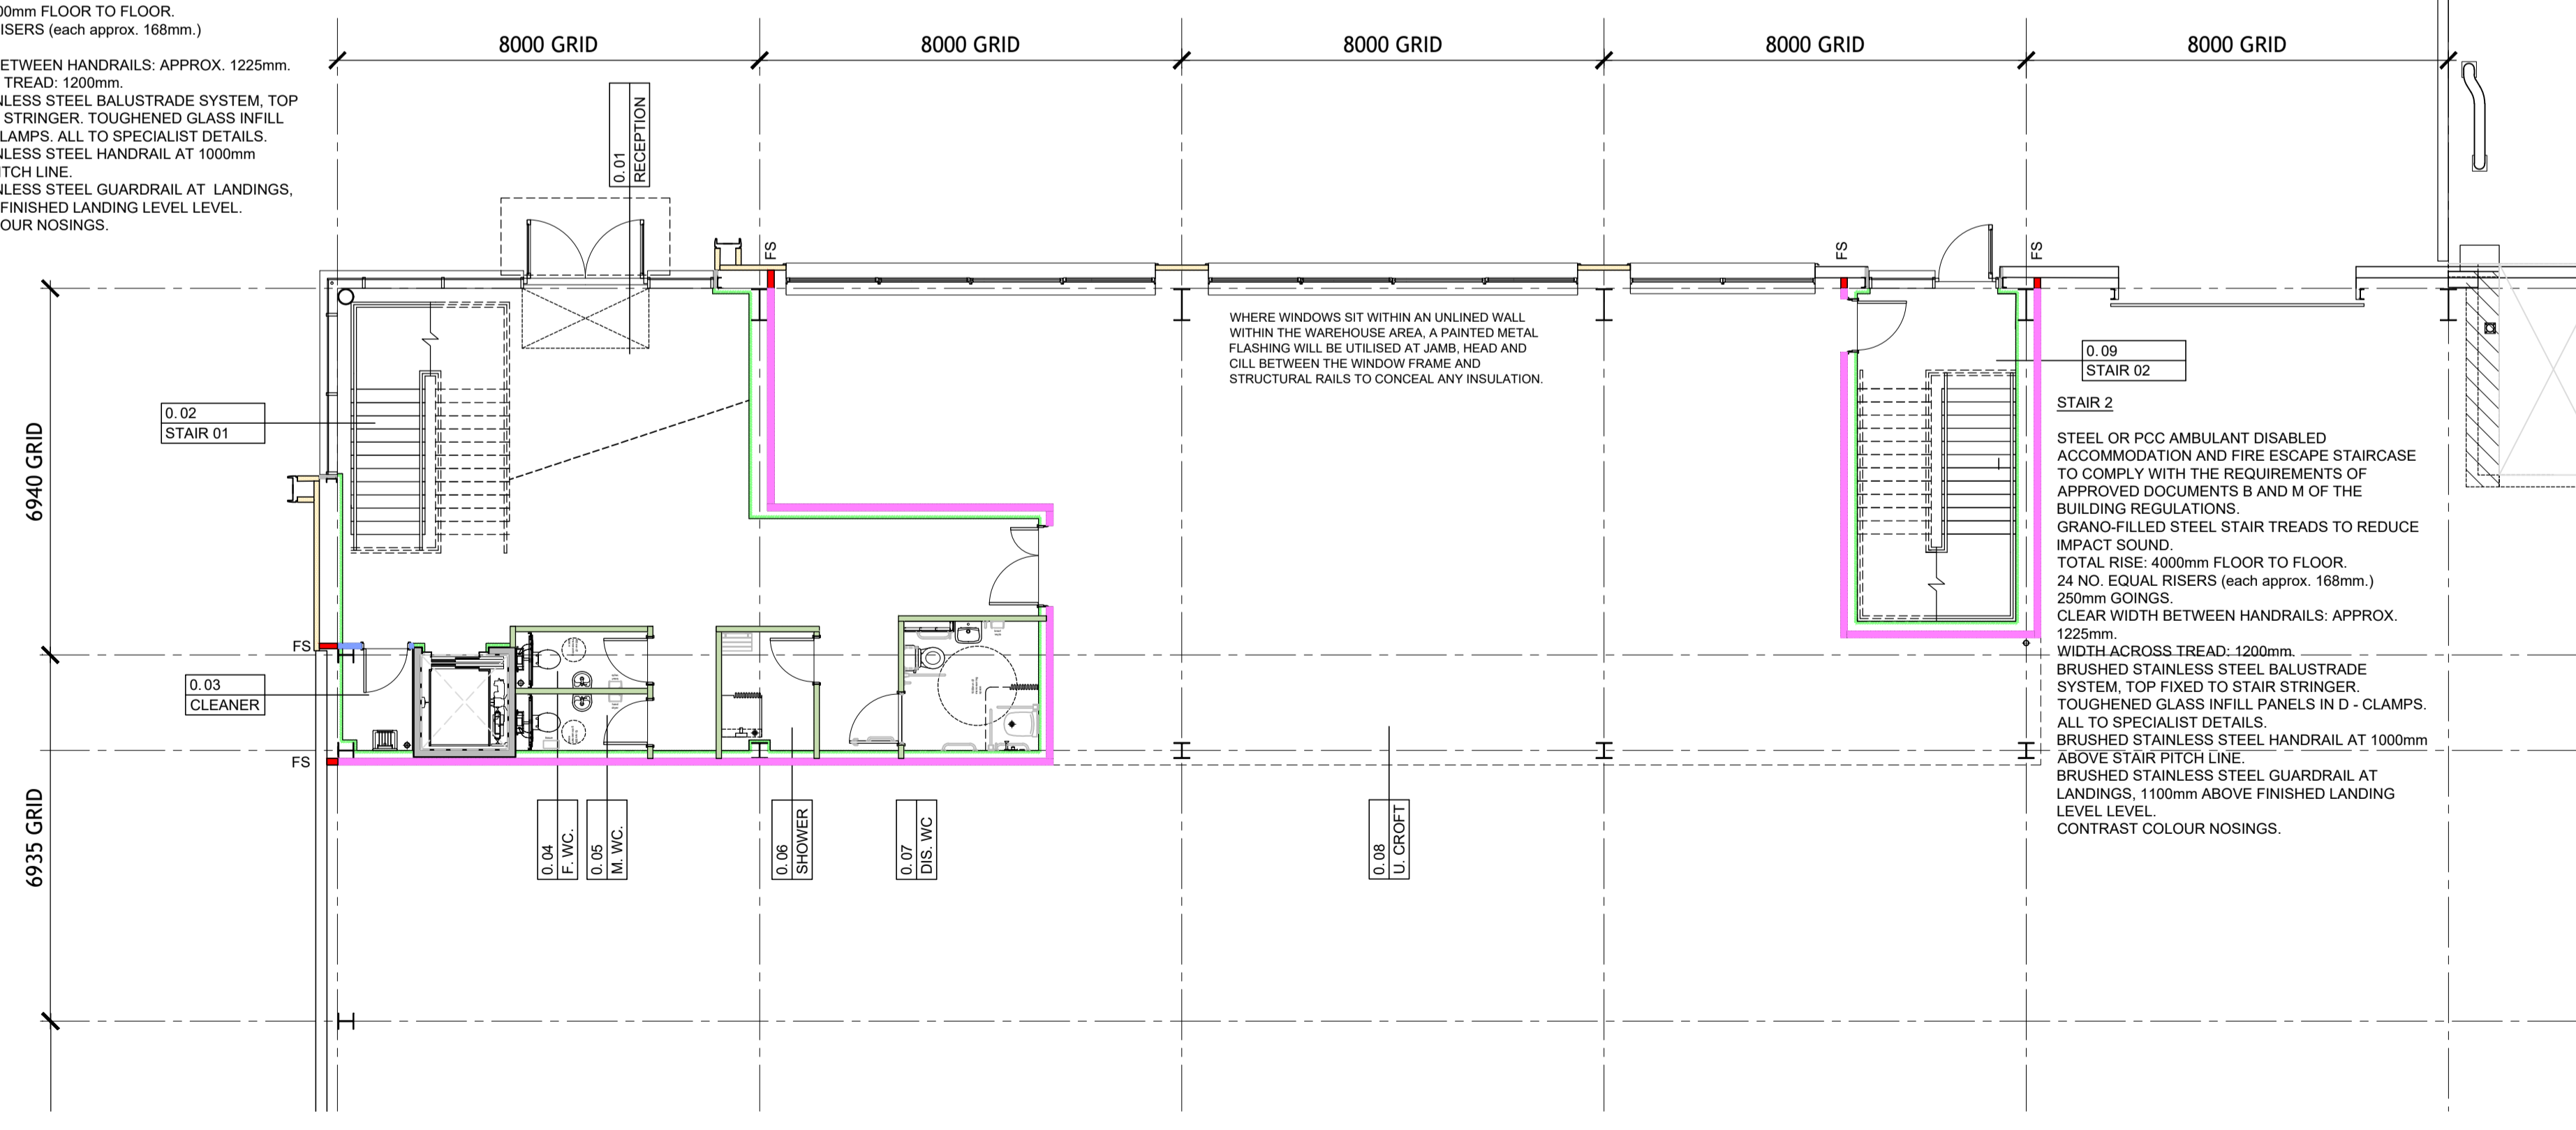 00mm FLOOR TO FLOOR.
ISERS (each approx. 168mm.)
ETWEEN HANDRAILS: APPROX. 1225mm.
TREAD: 1200mm.
NLESS STEEL BALUSTRADE SYSTEM, TOP
STRINGER. TOUGHENED GLASS INFILL
LAMPS. ALL TO SPECIALIST DETAILS.
NLESS STEEL HANDRAIL AT 1000mm
ITCH LINE.
NLESS STEEL GUARDRAIL AT LANDINGS,
FINISHED LANDING LEVEL LEVEL.
OUR NOSINGS.
8000 GRID
8000 GRID
8000 GRID
8000 GRID
8000 GRID
0.01
RECEPTION
FS
FS
FS
WHERE WINDOWS SIT WITHIN AN UNLINED WALL
WITHIN THE WAREHOUSE AREA, A PAINTED METAL
FLASHING WILL BE UTILISED AT JAMB, HEAD AND
CILL BETWEEN THE WINDOW FRAME AND
STRUCTURAL RAILS TO CONCEAL ANY INSULATION.
0.09
STAIR 02
0.02
STAIR 01
6940 GRID
STAIR 2
STEEL OR PCC AMBULANT DISABLED
ACCOMMODATION AND FIRE ESCAPE STAIRCASE
TO COMPLY WITH THE REQUIREMENTS OF
APPROVED DOCUMENTS B AND M OF THE
BUILDING REGULATIONS.
GRANO-FILLED STEEL STAIR TREADS TO REDUCE
IMPACT SOUND.
TOTAL RISE: 4000mm FLOOR TO FLOOR.
24 NO. EQUAL RISERS (each approx. 168mm.)
250mm GOINGS.
CLEAR WIDTH BETWEEN HANDRAILS: APPROX.
1225mm.
WIDTH ACROSS TREAD: 1200mm.
BRUSHED STAINLESS STEEL BALUSTRADE
SYSTEM, TOP FIXED TO STAIR STRINGER.
TOUGHENED GLASS INFILL PANELS IN D - CLAMPS.
ALL TO SPECIALIST DETAILS.
BRUSHED STAINLESS STEEL HANDRAIL AT 1000mm
ABOVE STAIR PITCH LINE.
BRUSHED STAINLESS STEEL GUARDRAIL AT
LANDINGS, 1100mm ABOVE FINISHED LANDING
LEVEL LEVEL.
CONTRAST COLOUR NOSINGS.
FS
0.03
CLEANER
FS
6935 GRID
0.04
F. WC.
0.05
M. WC.
0.06
SHOWER
0.07
DIS. WC
0.08
U. CROFT